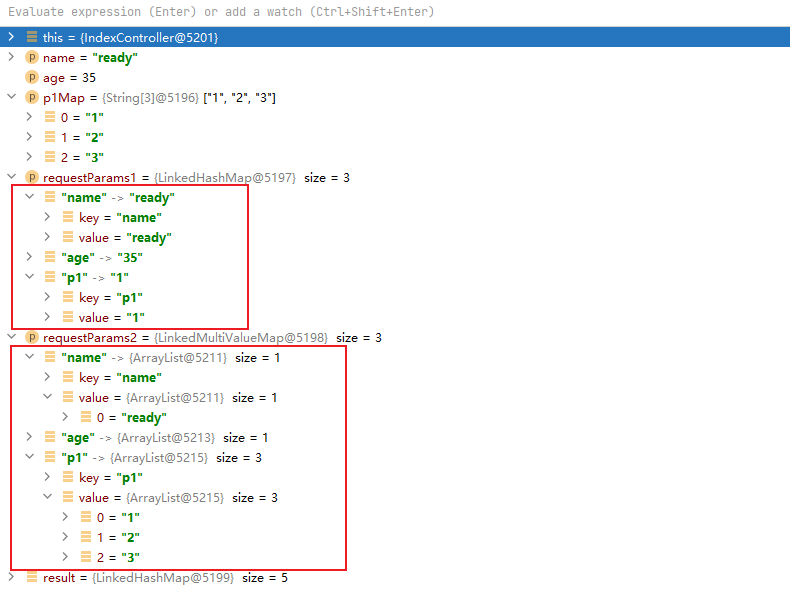 Evaluate expression (Enter) or add a watch (Ctrl+Shift+Enter)
this = {IndexController@5201}
p name = "ready"
p age = 35
p p1Map = {String[3]@5196} ["1", "2", "3"]
0 = "1"
1 = "2"
2 = "3"
p requestParams1 = {LinkedHashMap@5197} size = 3
"name" -> "ready"
key = "name"
value = "ready"
"age" -> "35"
"p1" -> "1"
key = "p1"
value = "1"
p requestParams2 = {LinkedMultiValueMap@5198} size = 3
"name" -> {ArrayList@5211} size = 1
key = "name"
value = {ArrayList@5211} size = 1
0 = "ready"
"age" -> {ArrayList@5213} size = 1
"p1" -> {ArrayList@5215} size = 3
key = "p1"
value = {ArrayList@5215} size = 3
0 = "1"
1 = "2"
2 = "3"
result = {LinkedHashMap@5199} size = 5